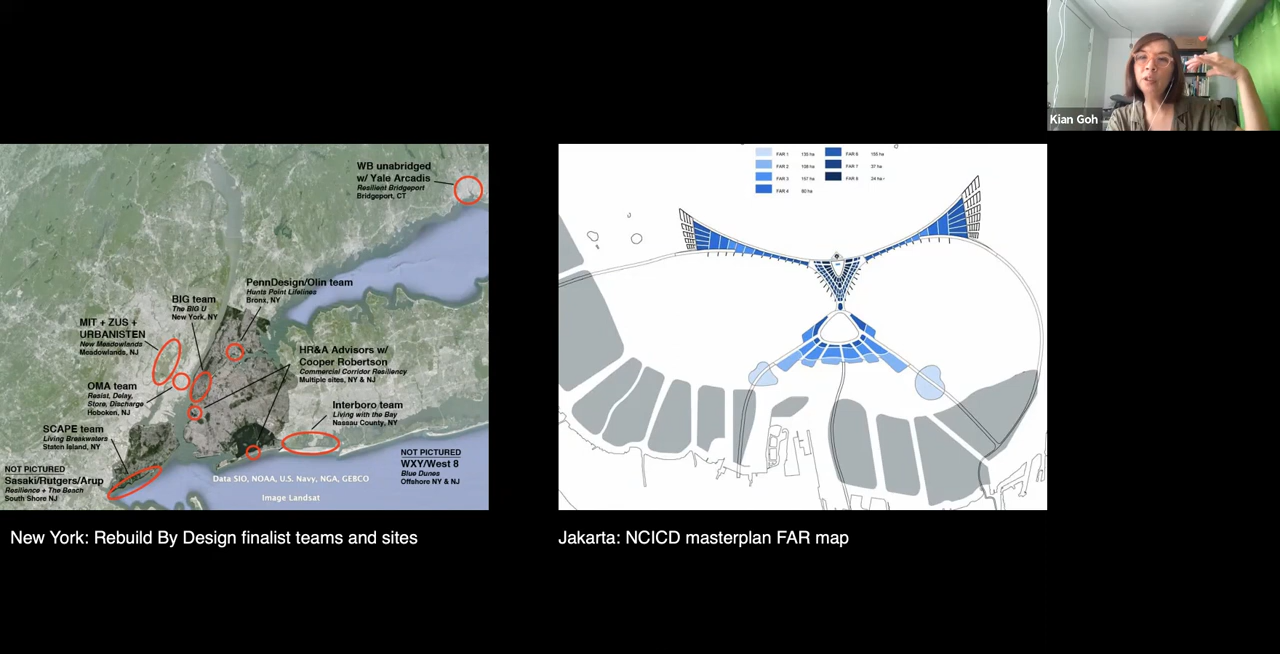 Kian Goh
WB unabridged
w/ Yale Arcadis
Resilient Bridgeport
Bridgeport, CT
PennDesign/Olin team
Hunts Point Lifelines
Bronx, NY
BIG team
The BIG U
New York, NY
MIT + ZUS +
URBANISTEN
New Meadowlands
Meadowlands, NJ
HR&A Advisors w/
Cooper Robertson
Commercial Corridor Resiliency
Multiple sites, NY & NJ
OMA team
Resist, Delay,
Store, Discharge
Hoboken, NJ
Interboro team
Living with the Bay
Nassau County, NY
SCAPE team
Living Breakwaters
Staten Island, NY
NOT PICTURED
Sasaki/Rutgers/Arup
Resilience + The Beach
South Shore NJ
NOT PICTURED
WXY/West 8
Blue Dunes
Offshore NY & NJ
Data SIO, NOAA, U.S. Navy, NGA, GEBCO
Image Landsat
FAR 1
FAR 2
FAR 3
FAR 4 80 ha
FAR 7 37 ha
New York: Rebuild By Design finalist teams and sites
Jakarta: NCICD masterplan FAR map